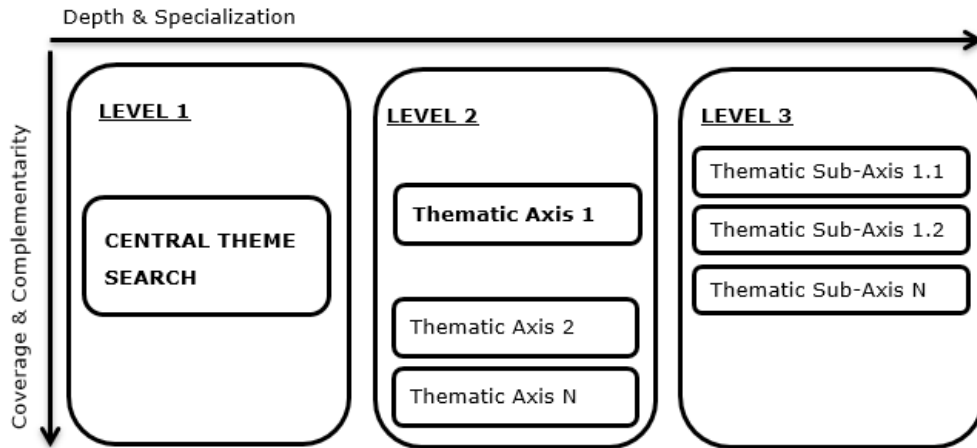 Depth & Specialization
Coverage & Complementarity
LEVEL 1
CENTRAL THEME
SEARCH
LEVEL 2
Thematic Axis 1
Thematic Axis 2
Thematic Axis N
LEVEL 3
Thematic Sub-Axis 1.1
Thematic Sub-Axis 1.2
Thematic Sub-Axis N